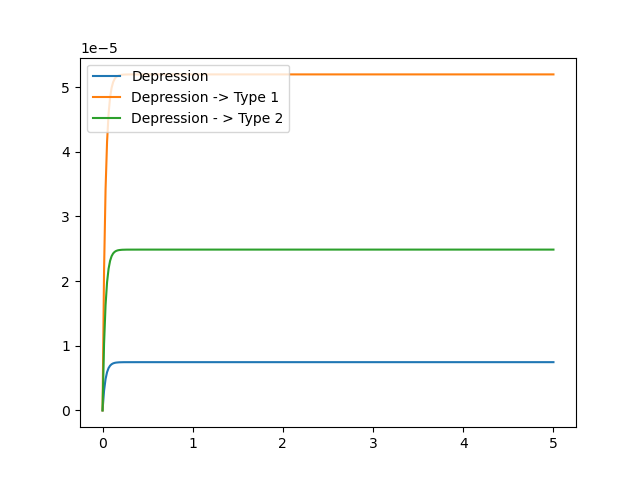 1e−5
Depression
Depression -> Type 1
Depression - > Type 2
5
4
3
2
1
0
0 1 2 3 4 5